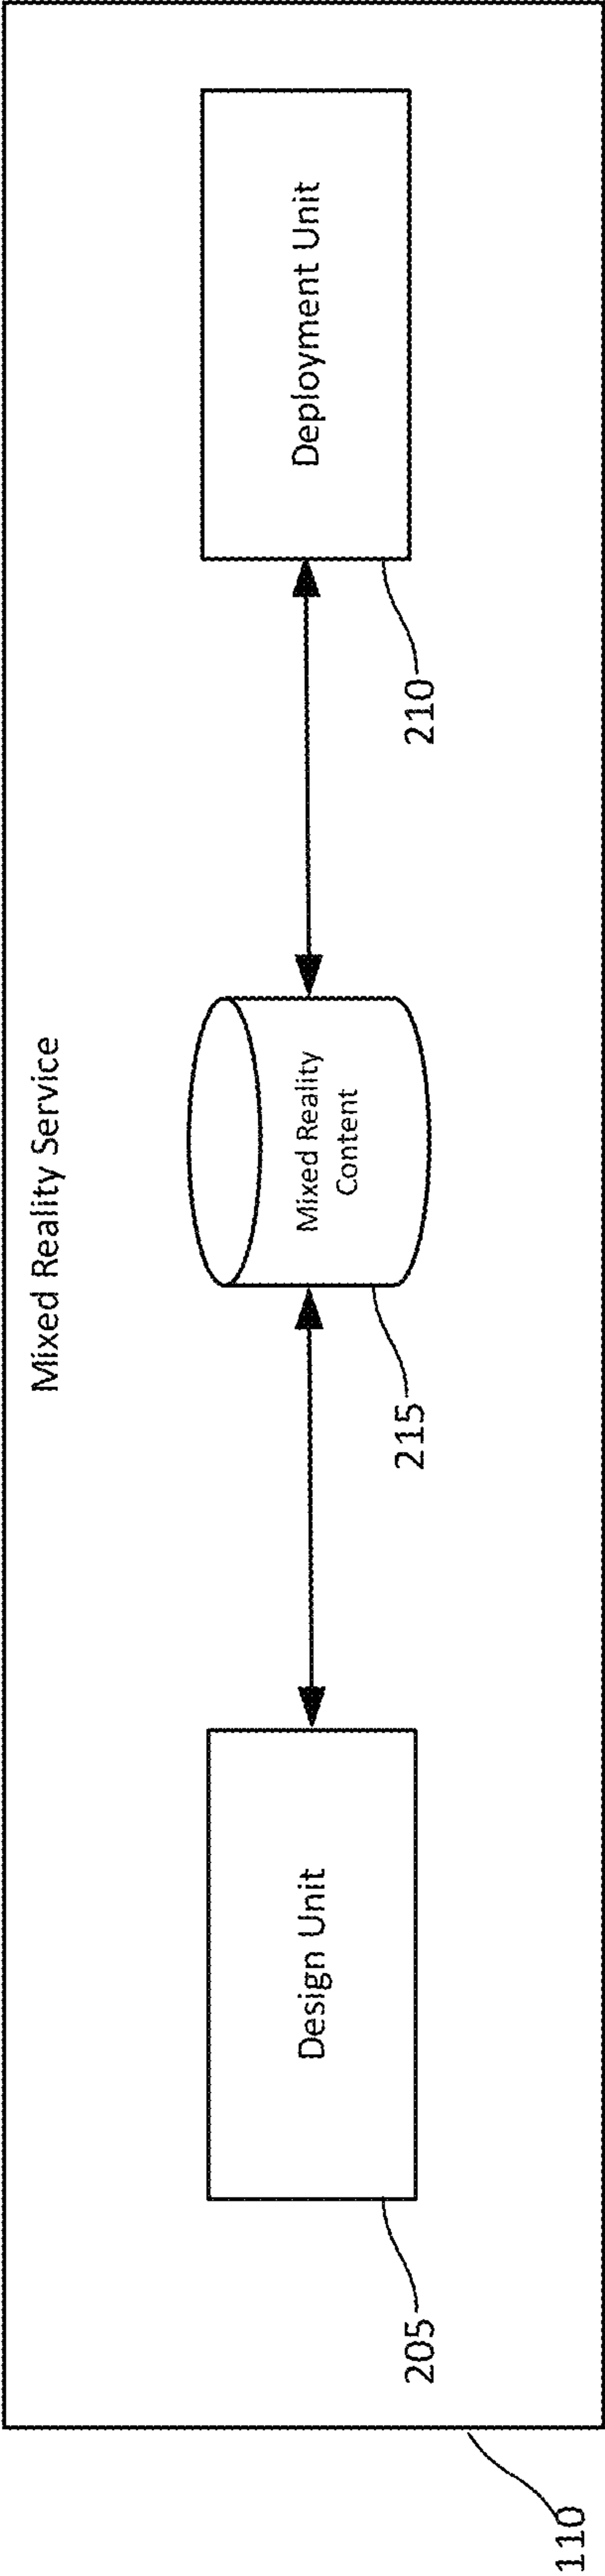 Mixed Reality Service
Design Unit
Mixed Reality
Content
Deployment Unit
205
215
210
110